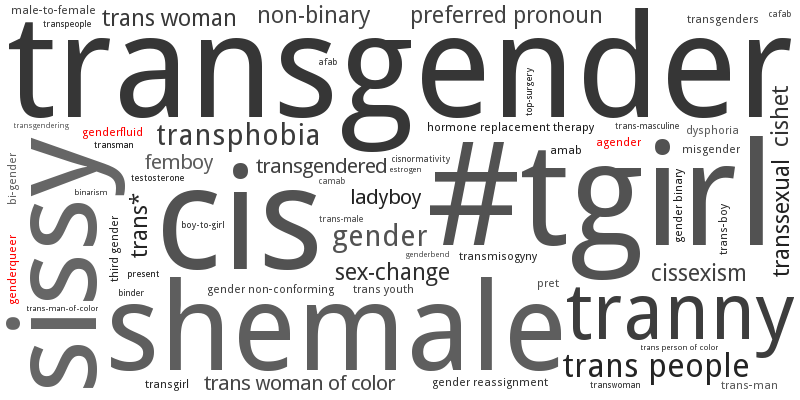 male-to-female
transpeople
trans woman
non-binary
preferred pronoun
transgenders
cafab
transgender
afab
top-surgery
transgendering
genderfluid
transman
transphobia
hormone replacement therapy
trans-masculine
dysphoria
cishet
agender
misgender
amab
femboy
transgendered
cisnormativity
estrogen
bi-gender
sissy
binarism
testosterone
camab
cis
ladyboy
#tgirl
gender binary
trans-boy
transsexual
trans*
third gender
boy-to-girl
trans-male
gender
genderbend
transmisogyny
genderqueer
present
sex-change
cissexism
binder
gender non-conforming
trans youth
pret
trans-man-of-color
shemale
tranny
trans person of color
trans people
transgirl
trans woman of color
gender reassignment
transwoman
trans-man